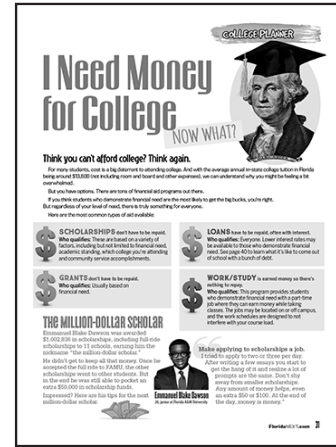 COLLEGE PLANNER
I Need Money
for College
NOW WHAT?
Think you can't afford college? Think again.
For many students, cost is a big deterrent to attending college. And with the average annual in-state college tuition in Florida
being around $13,800 (not including room and board and other expenses), we can understand why you might be feeling a bit
overwhelmed.
But you have options. There are tons of financial aid programs out there.
If you think students who demonstrate financial need are the most likely to get the big bucks, you're right.
But regardless of your level of need, there is truly something for everyone.
Here are the most common types of aid available:
$ SCHOLARSHIPS don't have to be repaid.
Who qualifies: These are based on a variety of
factors, including but not limited to financial need,
academic standing, which college you're attending
and community service accomplishments.
$ GRANTS don't have to be repaid.
Who qualifies: Usually based on
financial need.
$ LOANS have to be repaid, often with interest.
Who qualifies: Everyone. Lower interest rates may
be available to those who demonstrate financial
need. See page 40 to learn what it's like to come out
of school with a bunch of debt.
$ WORK/STUDY is earned money so there's
nothing to repay.
Who qualifies: This program provides students
who demonstrate financial need with a part-time
job where they can earn money while taking
classes. The jobs may be located on or off campus,
and the work schedules are designed to not
interfere with your course load.
THE MILLION-DOLLAR SCHOLAR
Emmanuel Blake Dawson was awarded
$1,002,836 in scholarships, including full-ride
scholarships to 11 schools, earning him the
nickname "the million-dollar scholar."
He didn't get to keep all that money. Once he
accepted the full ride to FAMU, the other
scholarships went to other students. But
in the end he was still able to pocket an
extra $50,000 in scholarship funds.
Impressed? Here are his tips for the next
million-dollar scholar.
Emmanuel Blake Dawson
24, junior at Florida A&M University
Make applying to scholarships a job.
I tried to apply to two or three per day.
After writing a few essays you start to
get the hang of it and realize a lot of
prompts are the same. Don't shy
away from smaller scholarships.
Any amount of money helps, even
an extra $50 or $100. At the end of
the day, money is money."
FloridaNEXT.com
31